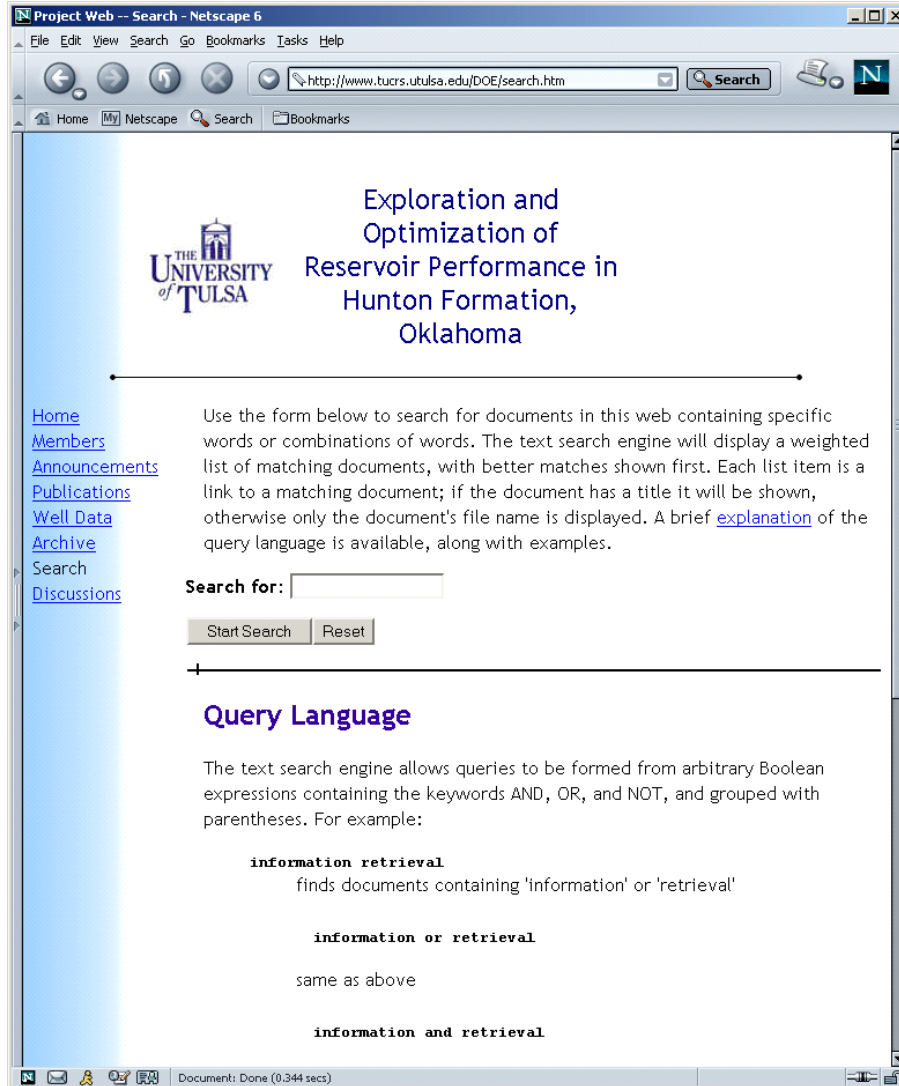 Project Web -- Search - Netscape 6
File Edit View Search Go Bookmarks Tasks Help
http://www.tucrs.utulsa.edu/DOE/search.htm Search N
Home My Netscape Search Bookmarks
THE
UNIVERSITY
of TULSA
Exploration and
Optimization of
Reservoir Performance in
Hunton Formation,
Oklahoma
Home
Members
Announcements
Publications
Well Data
Archive
Search
Discussions
Use the form below to search for documents in this web containing specific
words or combinations of words. The text search engine will display a weighted
list of matching documents, with better matches shown first. Each list item is a
link to a matching document; if the document has a title it will be shown,
otherwise only the document's file name is displayed. A brief explanation of the
query language is available, along with examples.
Search for:
Start Search Reset
Query Language
The text search engine allows queries to be formed from arbitrary Boolean
expressions containing the keywords AND, OR, and NOT, and grouped with
parentheses. For example:
information retrieval
finds documents containing 'information' or 'retrieval'
information or retrieval
same as above
information and retrieval
Document: Done (0.344 secs)